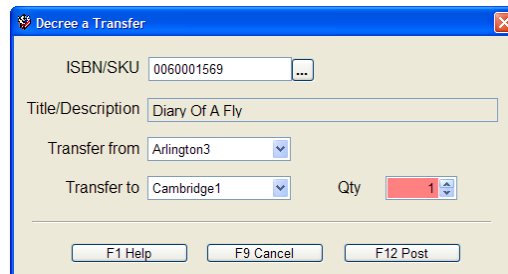 Decree a Transfer
ISBN/SKU 0060001569 ...
Title/Description Diary Of A Fly
Transfer from Arlington3
Transfer to Cambridge1 Qty 1
F1 Help F9 Cancel F12 Post